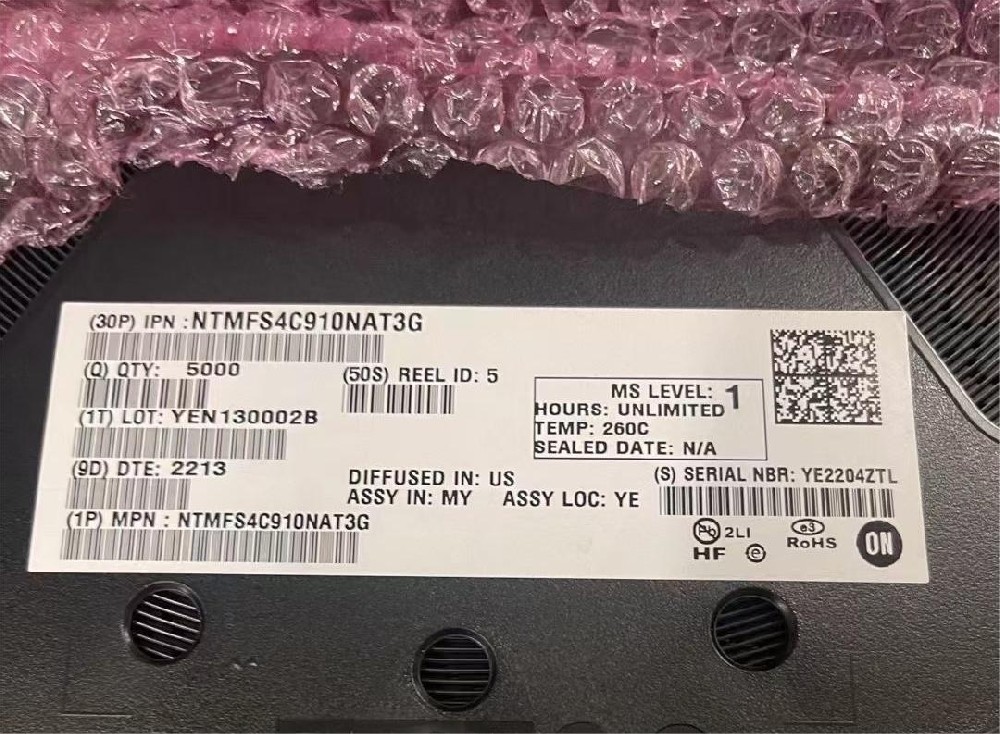 (30P) IPN : NTMFS4C910NAT3G
(Q) QTY: 5000
(50S) REEL ID: 5
(1T) LOT: YEN130002B
MS LEVEL: 1
HOURS: UNLIMITED
TEMP: 260C
SEALED DATE: N/A
(9D) DTE: 2213
DIFFUSED IN: US
ASSY IN: MY ASSY LOC: YE
(S) SERIAL NBR: YE2204ZTL
(1P) MPN : NTMFS4C910NAT3G
Pb 2LI
HF e
e3
RoHS
ON